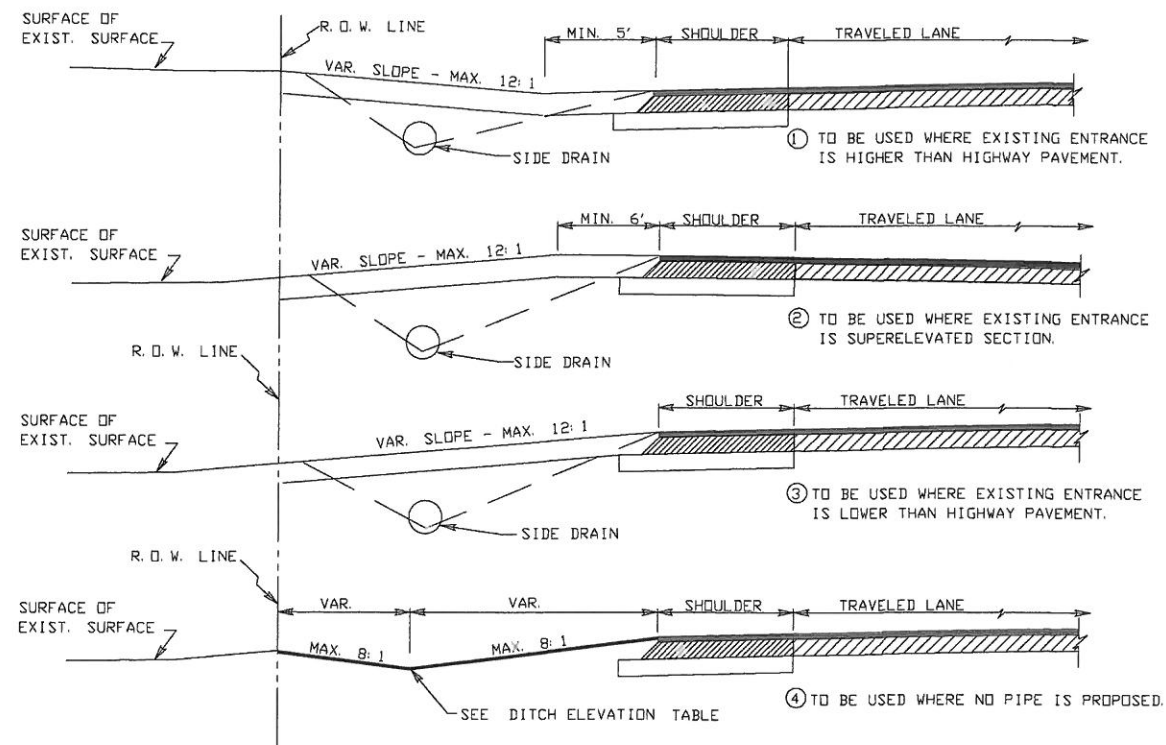 SURFACE OF
EXIST. SURFACE
R. O. W. LINE
MIN. 5'
SHOULDER
TRAVELED LANE
VAR. SLOPE - MAX. 12: 1
SIDE DRAIN
1 TO BE USED WHERE EXISTING ENTRANCE
IS HIGHER THAN HIGHWAY PAVEMENT.
SURFACE OF
EXIST. SURFACE
MIN. 6'
SHOULDER
TRAVELED LANE
VAR. SLOPE - MAX. 12: 1
SIDE DRAIN
2 TO BE USED WHERE EXISTING ENTRANCE
IS SUPERELEVATED SECTION.
R. O. W. LINE
SURFACE OF
EXIST. SURFACE
SHOULDER
TRAVELED LANE
VAR. SLOPE - MAX. 12: 1
SIDE DRAIN
3 TO BE USED WHERE EXISTING ENTRANCE
IS LOWER THAN HIGHWAY PAVEMENT.
R. O. W. LINE
SURFACE OF
EXIST. SURFACE
VAR.
VAR.
SHOULDER
TRAVELED LANE
MAX. 8: 1
MAX. 8: 1
SEE DITCH ELEVATION TABLE
4 TO BE USED WHERE NO PIPE IS PROPOSED.